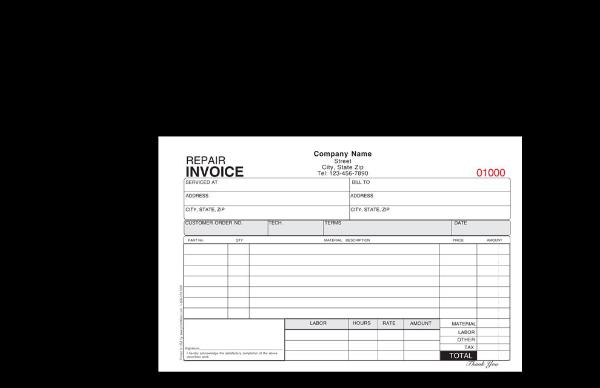 Company Name
Street
City, State Zip
Tel: 123-456-7890
REPAIR
INVOICE
01000
SERVICED AT
BILL TO
ADDRESS
ADDRESS
CITY, STATE, ZIP
CITY, STATE, ZIP
CUSTOMER ORDER NO. TECH. TERMS DATE
PART No. QTY MATERIAL DESCRIPTION PRICE AMOUNT
LABOR HOURS RATE AMOUNT
MATERIAL
LABOR
OTHER
TAX
TOTAL
Signature
I hereby acknowledge the satisfactory completion of the above
described work.
Thank You